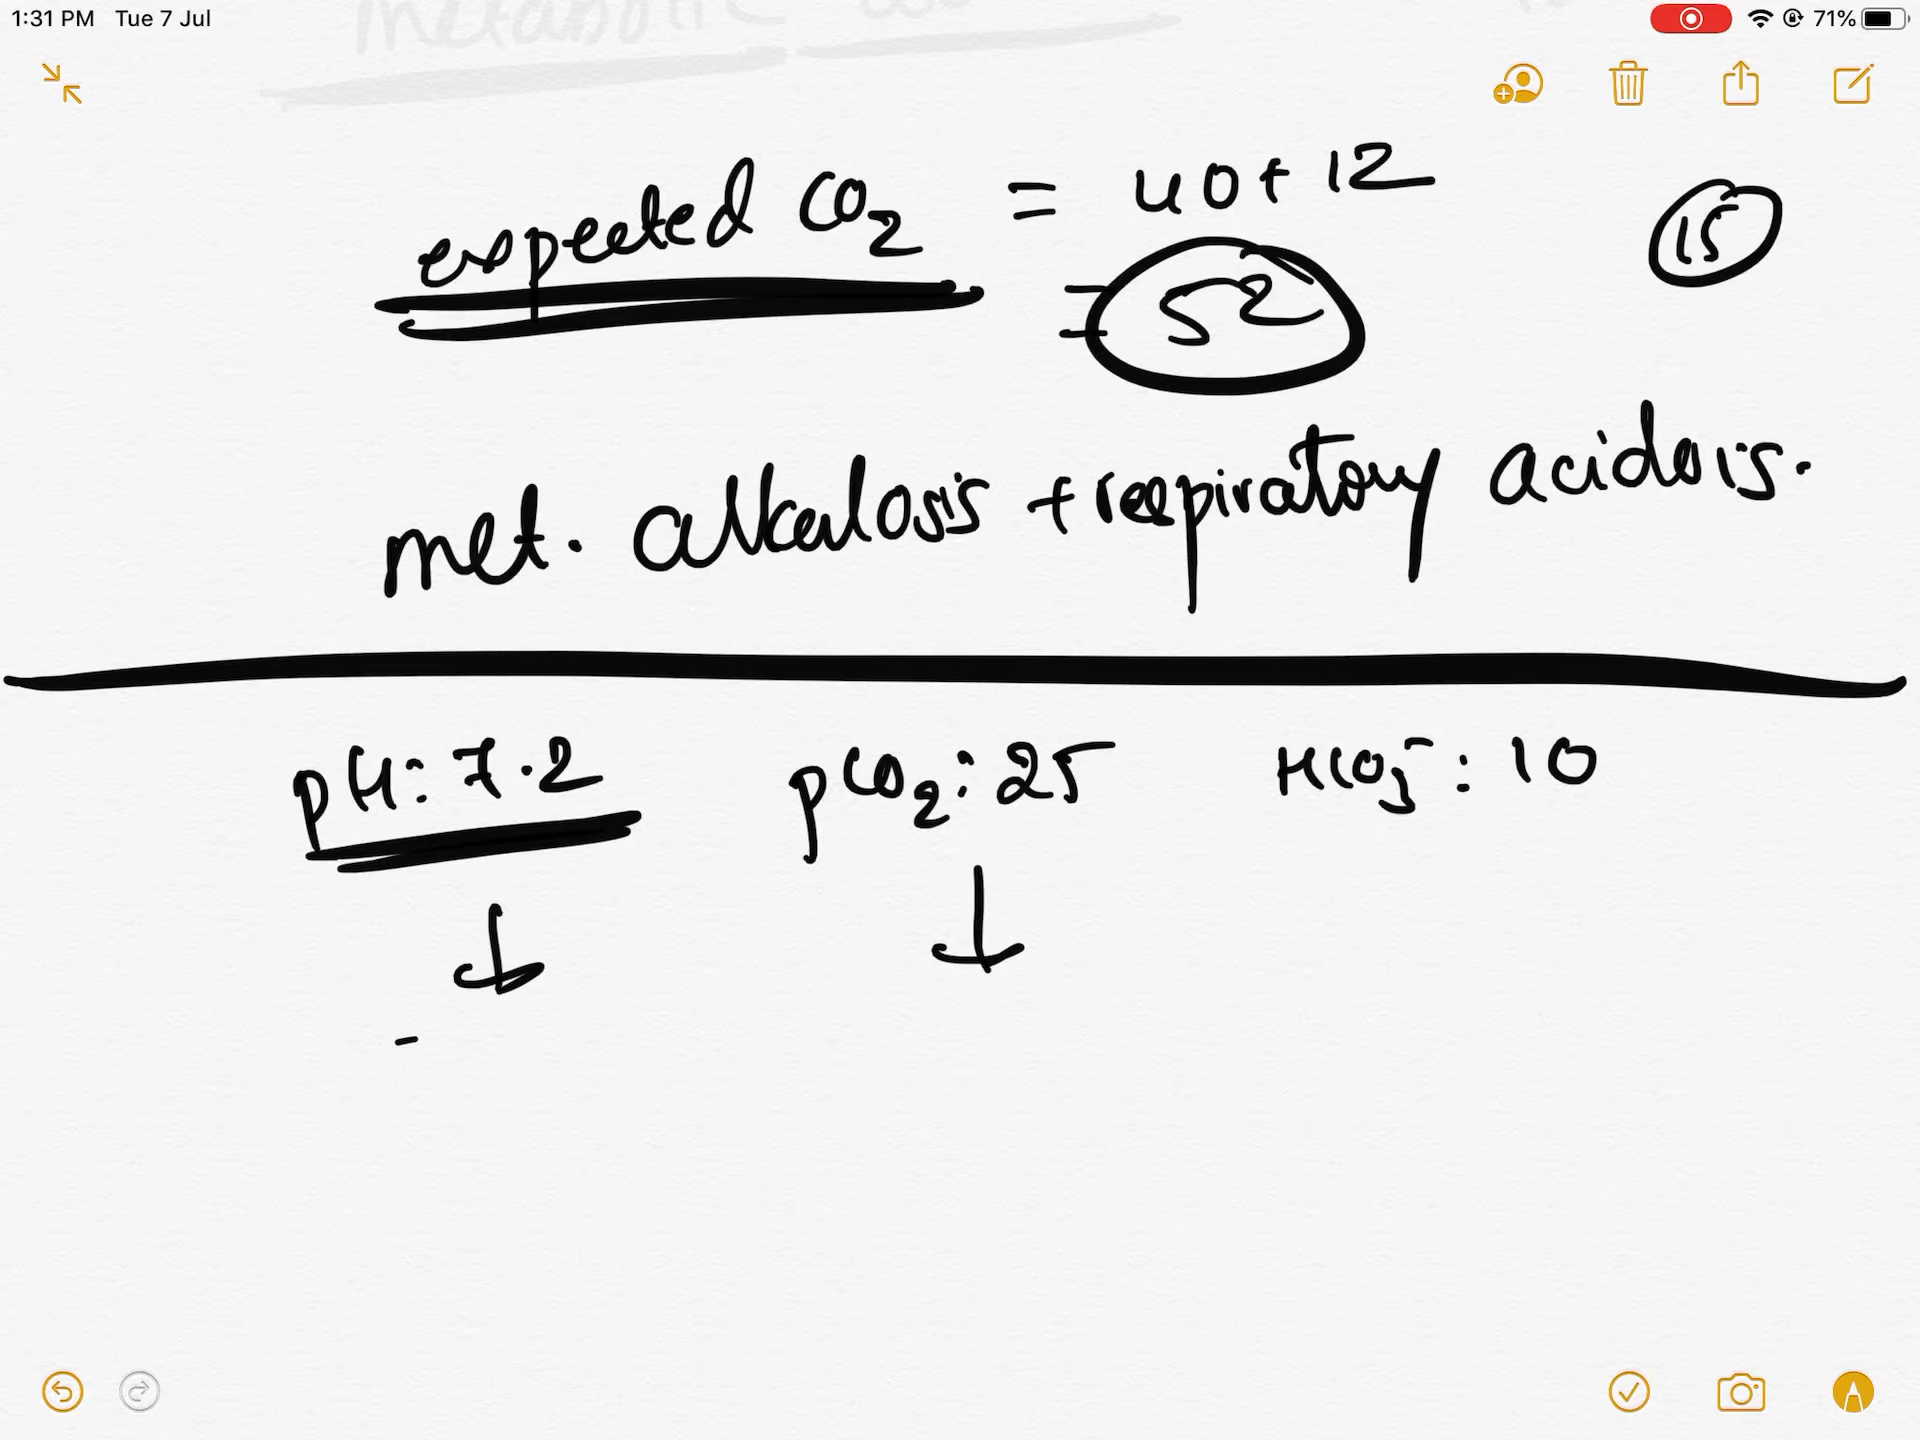 1:31 PM Tue 7 Jul
71%
metabolic
expected CO2 = 40+12
15
= 52
met. alkalosis + respiratory acidosis.
pH: 7.2 pCO2: 25 HCO3-: 10
↓ ↓
-